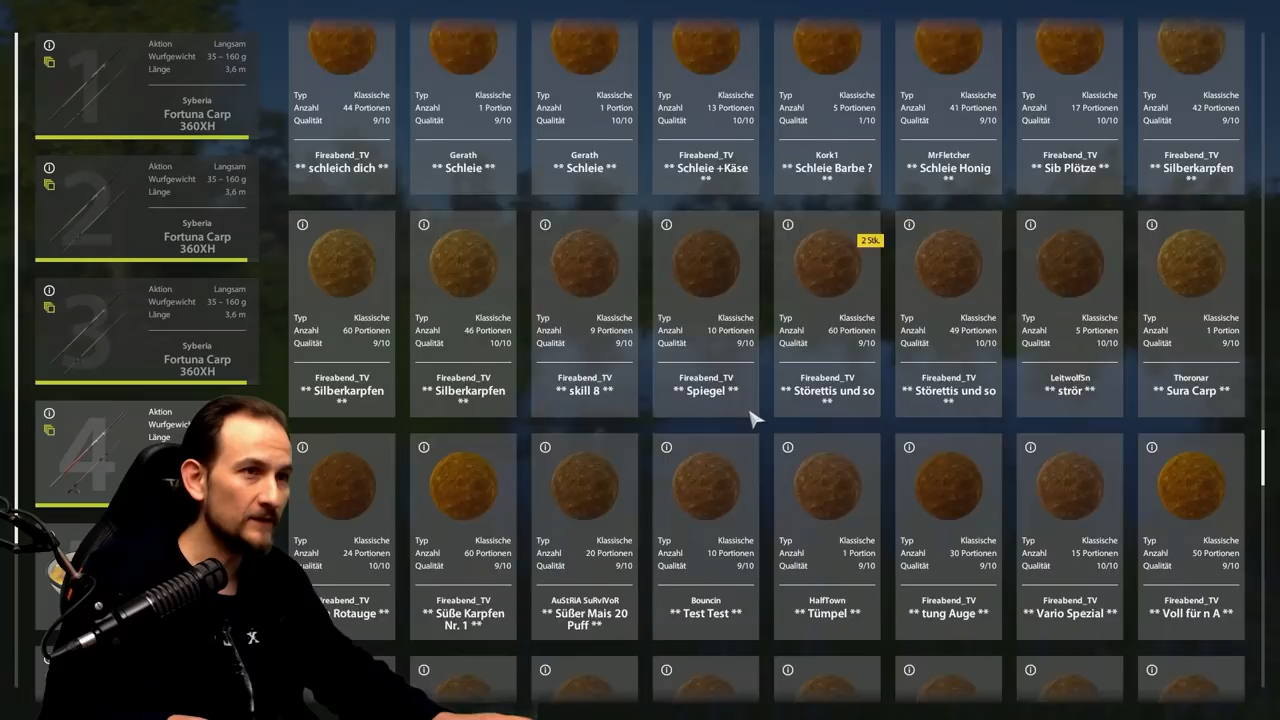 1
Aktion Langsam
Wurfgewicht 35 – 160 g
Länge 3,6 m
Syberia
Fortuna Carp
360XH
2
Aktion Langsam
Wurfgewicht 35 – 160 g
Länge 3,6 m
Syberia
Fortuna Carp
360XH
3
Aktion Langsam
Wurfgewicht 35 – 160 g
Länge 3,6 m
Syberia
Fortuna Carp
360XH
4
Aktion
Wurfgewicht
Länge
Typ Klassische
Anzahl 44 Portionen
Qualität 9/10
Fireabend_TV
** schleich dich **
Typ Klassische
Anzahl 1 Portion
Qualität 9/10
Gerath
** Schleie **
Typ Klassische
Anzahl 1 Portion
Qualität 10/10
Gerath
** Schleie **
Typ Klassische
Anzahl 13 Portionen
Qualität 10/10
Fireabend_TV
** Schleie +Käse
**
Typ Klassische
Anzahl 5 Portionen
Qualität 1/10
Kork1
** Schleie Barbe ?
**
Typ Klassische
Anzahl 41 Portionen
Qualität 9/10
MrFletcher
** Schleie Honig
**
Typ Klassische
Anzahl 17 Portionen
Qualität 10/10
Fireabend_TV
** Sib Plötze **
Typ Klassische
Anzahl 42 Portionen
Qualität 9/10
Fireabend_TV
** Silberkarpfen
**
Typ Klassische
Anzahl 60 Portionen
Qualität 9/10
Fireabend_TV
** Silberkarpfen
**
Typ Klassische
Anzahl 46 Portionen
Qualität 10/10
Fireabend_TV
** Silberkarpfen
**
Typ Klassische
Anzahl 9 Portionen
Qualität 9/10
Fireabend_TV
** skill 8 **
Typ Klassische
Anzahl 10 Portionen
Qualität 9/10
Fireabend_TV
** Spiegel **
2 Stk.
Typ Klassische
Anzahl 60 Portionen
Qualität 9/10
Fireabend_TV
** Störettis und so
**
Typ Klassische
Anzahl 49 Portionen
Qualität 10/10
Fireabend_TV
** Störettis und so
**
Typ Klassische
Anzahl 5 Portionen
Qualität 9/10
LeitwolfSn
** strör **
Typ Klassische
Anzahl 1 Portion
Qualität 9/10
Thoronar
** Sura Carp **
Typ Klassische
Anzahl 24 Portionen
Qualität 10/10
Fireabend_TV
Rotauge **
Typ Klassische
Anzahl 60 Portionen
Qualität 9/10
Fireabend_TV
** Süße Karpfen
Nr. 1 **
Typ Klassische
Anzahl 20 Portionen
Qualität 9/10
AuStRiA SuRvIVoR
** Süßer Mais 20
Puff **
Typ Klassische
Anzahl 10 Portionen
Qualität 9/10
Bouncin
** Test Test **
Typ Klassische
Anzahl 1 Portion
Qualität 9/10
HalfTown
** Tümpel **
Typ Klassische
Anzahl 30 Portionen
Qualität 9/10
Fireabend_TV
** tung Auge **
Typ Klassische
Anzahl 15 Portionen
Qualität 10/10
Fireabend_TV
** Vario Spezial **
Typ Klassische
Anzahl 50 Portionen
Qualität 9/10
Fireabend_TV
** Voll für n A **